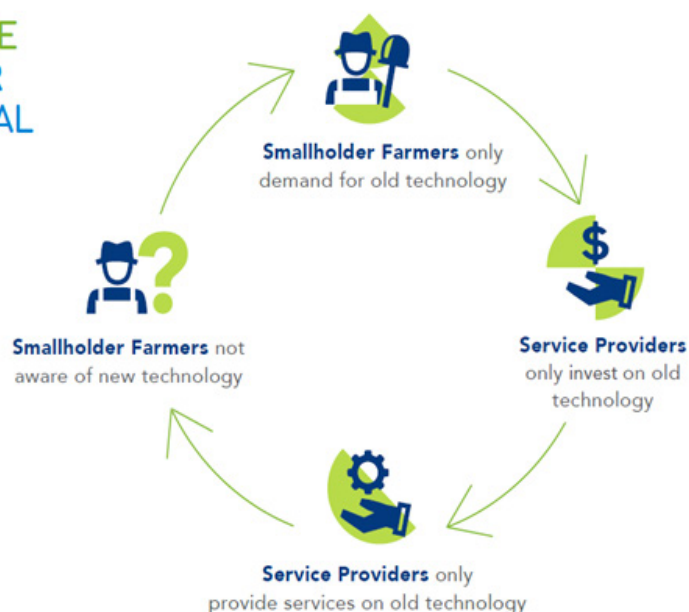 E
R
AL
Smallholder Farmers only
demand for old technology
$
Service Providers
only invest on old
technology
Service Providers only
provide services on old technology
?
Smallholder Farmers not
aware of new technology